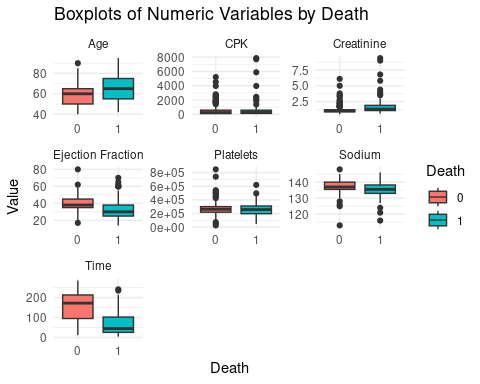 Boxplots of Numeric Variables by Death
Age CPK Creatinine
80
60
40
8000
6000
4000
2000
0
7.5
5.0
2.5
0 1 0 1 0 1
Ejection Fraction Platelets Sodium
80
60
40
20
8e+05
6e+05
4e+05
2e+05
0e+00
140
130
120
0 1 0 1 0 1
Time
200
100
0
0 1
Value
Death
Death
0
1